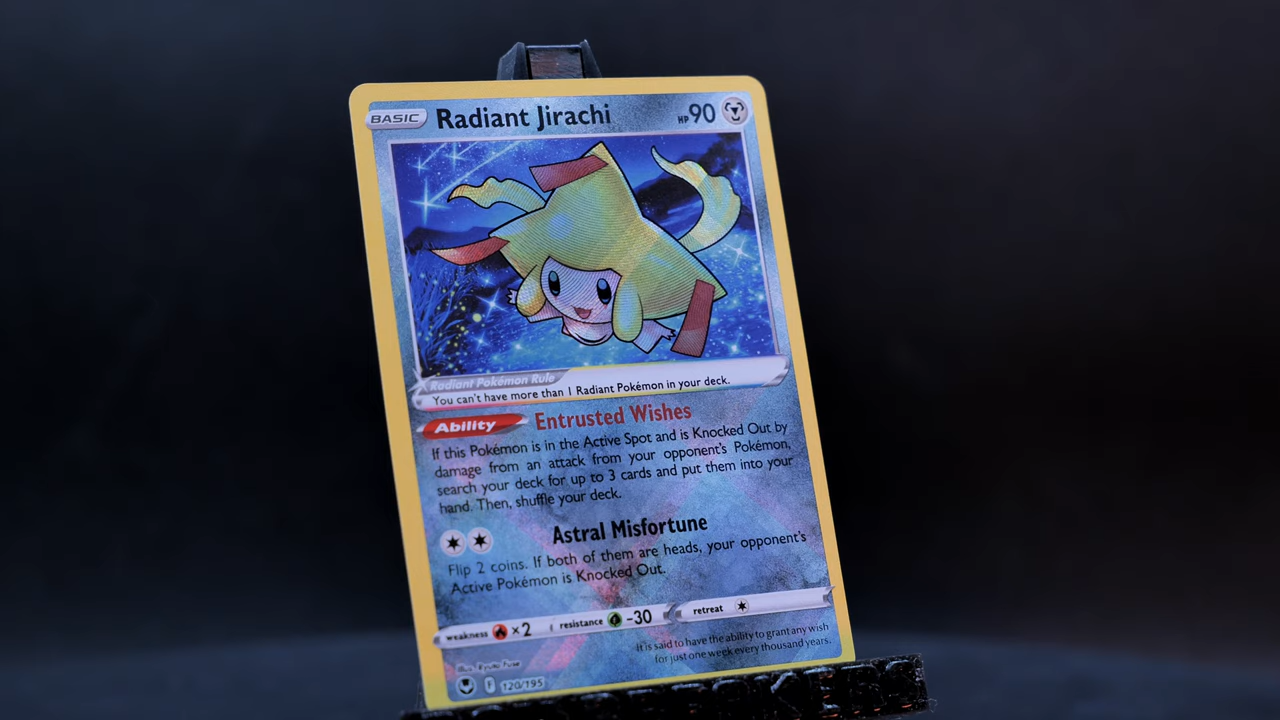 BASIC Radiant Jirachi HP 90
Radiant Pokémon Rule
You can't have more than 1 Radiant Pokémon in your deck.
Ability Entrusted Wishes
If this Pokémon is in the Active Spot and is Knocked Out by
damage from an attack from your opponent's Pokémon,
search your deck for up to 3 cards and put them into your
hand. Then, shuffle your deck.
Astral Misfortune
Flip 2 coins. If both of them are heads, your opponent's
Active Pokémon is Knocked Out.
weakness ×2 resistance -30 retreat
It is said to have the ability to grant any wish
for just one week every thousand years.
illus. Kyoko Fuse
F 120/195